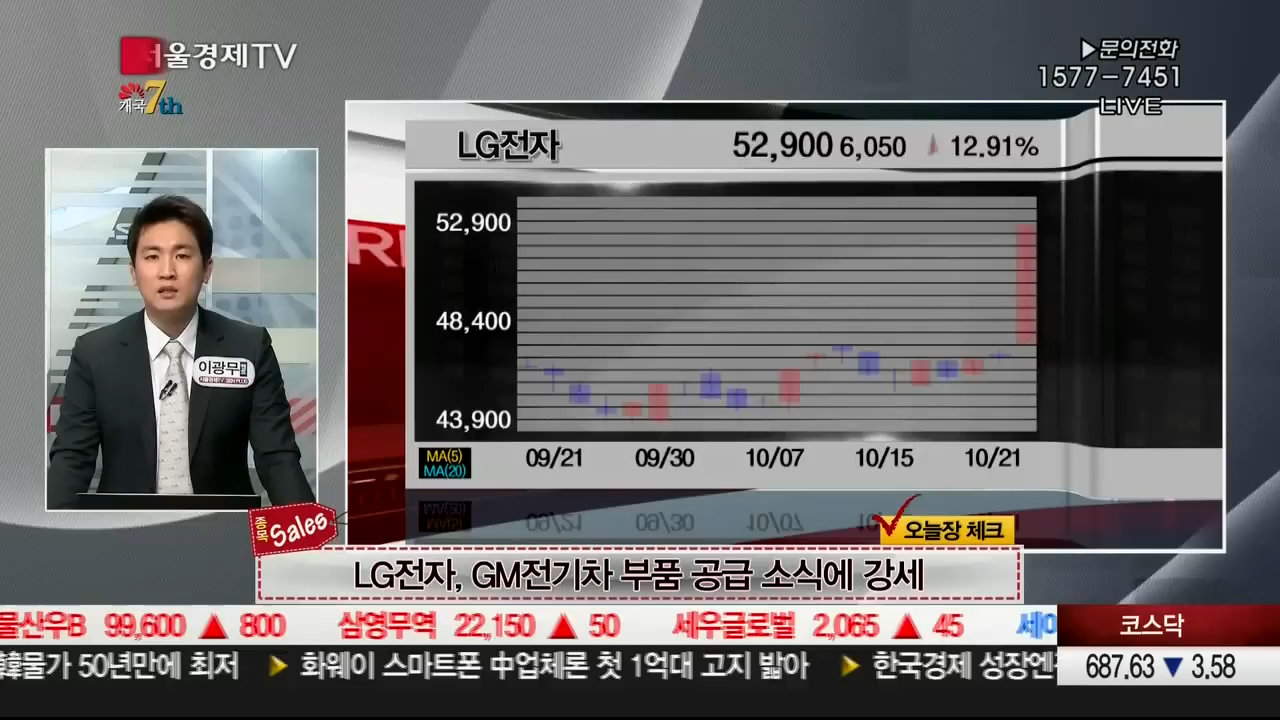 서울경제TV
개국 7th
▶문의전화
1577-7451
LIVE
LG전자 52,900 6,050 12.91%
52,900
48,400
43,900
09/21 09/30 10/07 10/15 10/21
MA(5)
MA(20)
이광무
종목 Sales
오늘장 체크
LG전자, GM전기차 부품 공급 소식에 강세
물산우B 99,600 ▲ 800 삼영무역 22,150 ▲ 50 세우글로벌 2,065 ▲ 45
코스닥
韓물가 50년만에 최저 ▶ 화웨이 스마트폰 中업체론 첫 1억대 고지 밟아 ▶ 한국경제 성장엔
687.63 ▼ 3.58